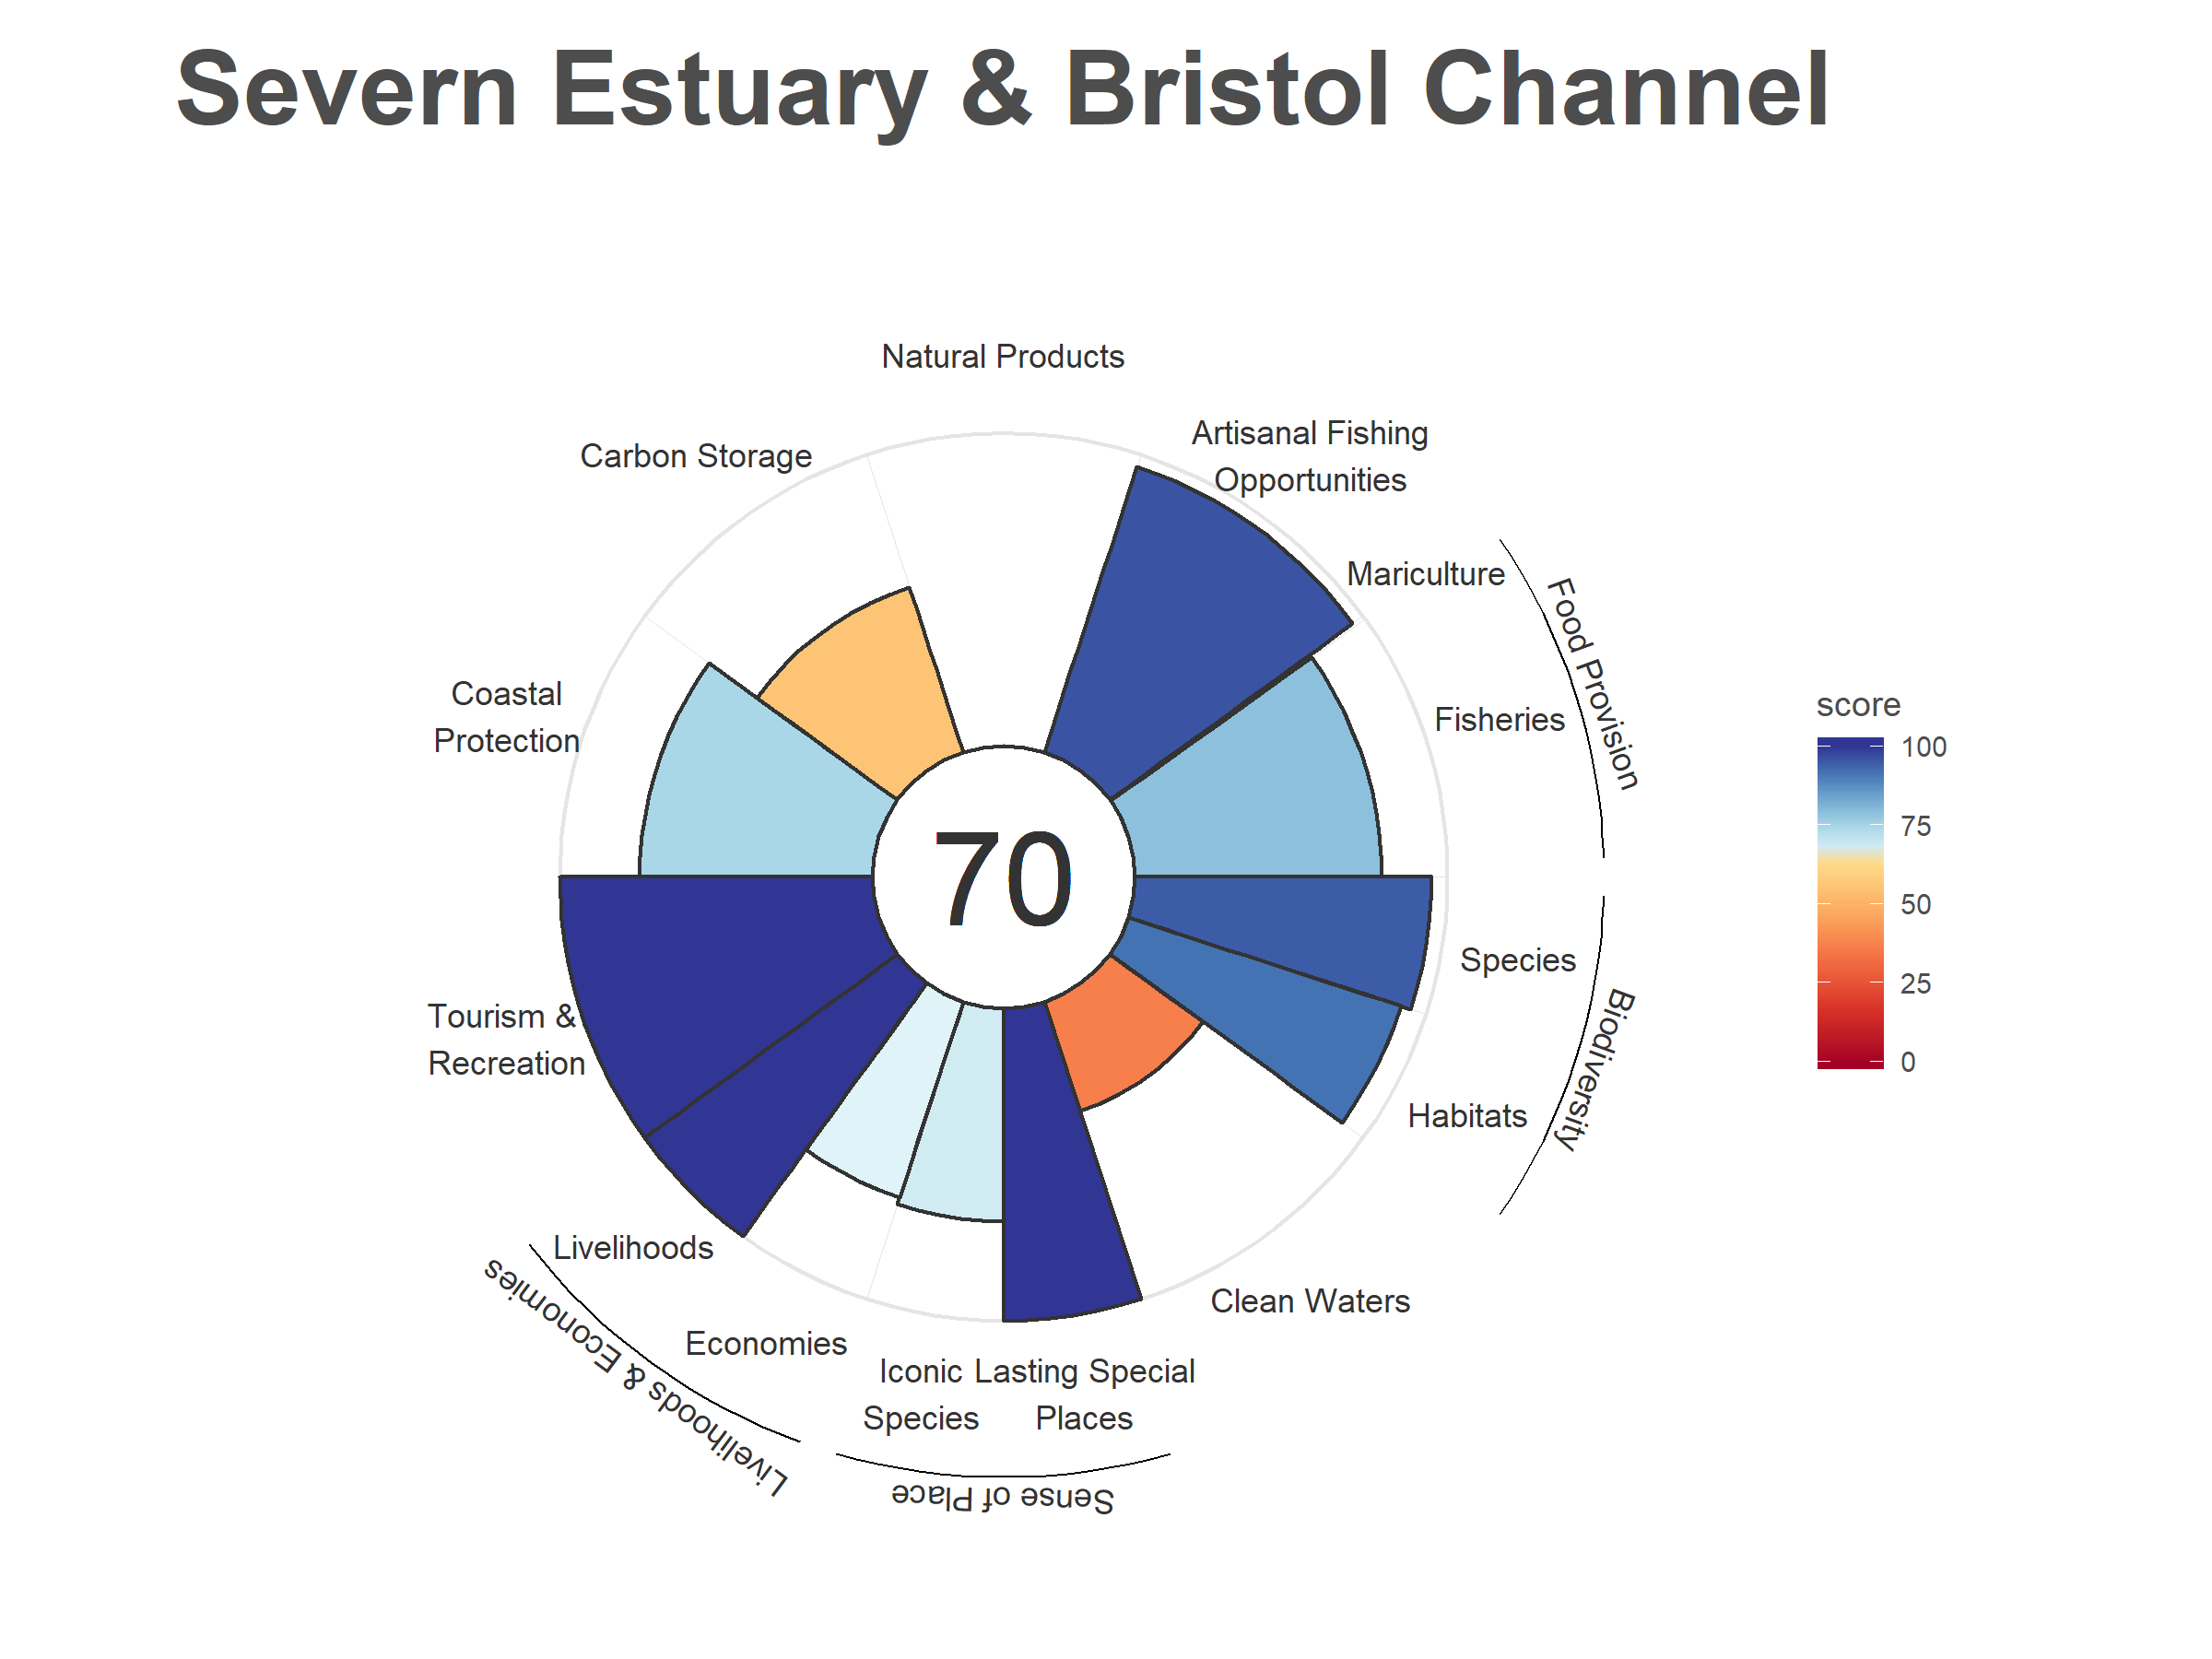 Severn Estuary & Bristol Channel
Natural Products
Artisanal Fishing
Opportunities
Carbon Storage
Mariculture
Food Provision
Fisheries
Coastal
Protection
score
100
75
50
25
0
70
Species
Biodiversity
Habitats
Tourism &
Recreation
Livelihoods
Livelihoods & Economies
Economies
Clean Waters
Iconic
Species
Lasting Special
Places
Sense of Place